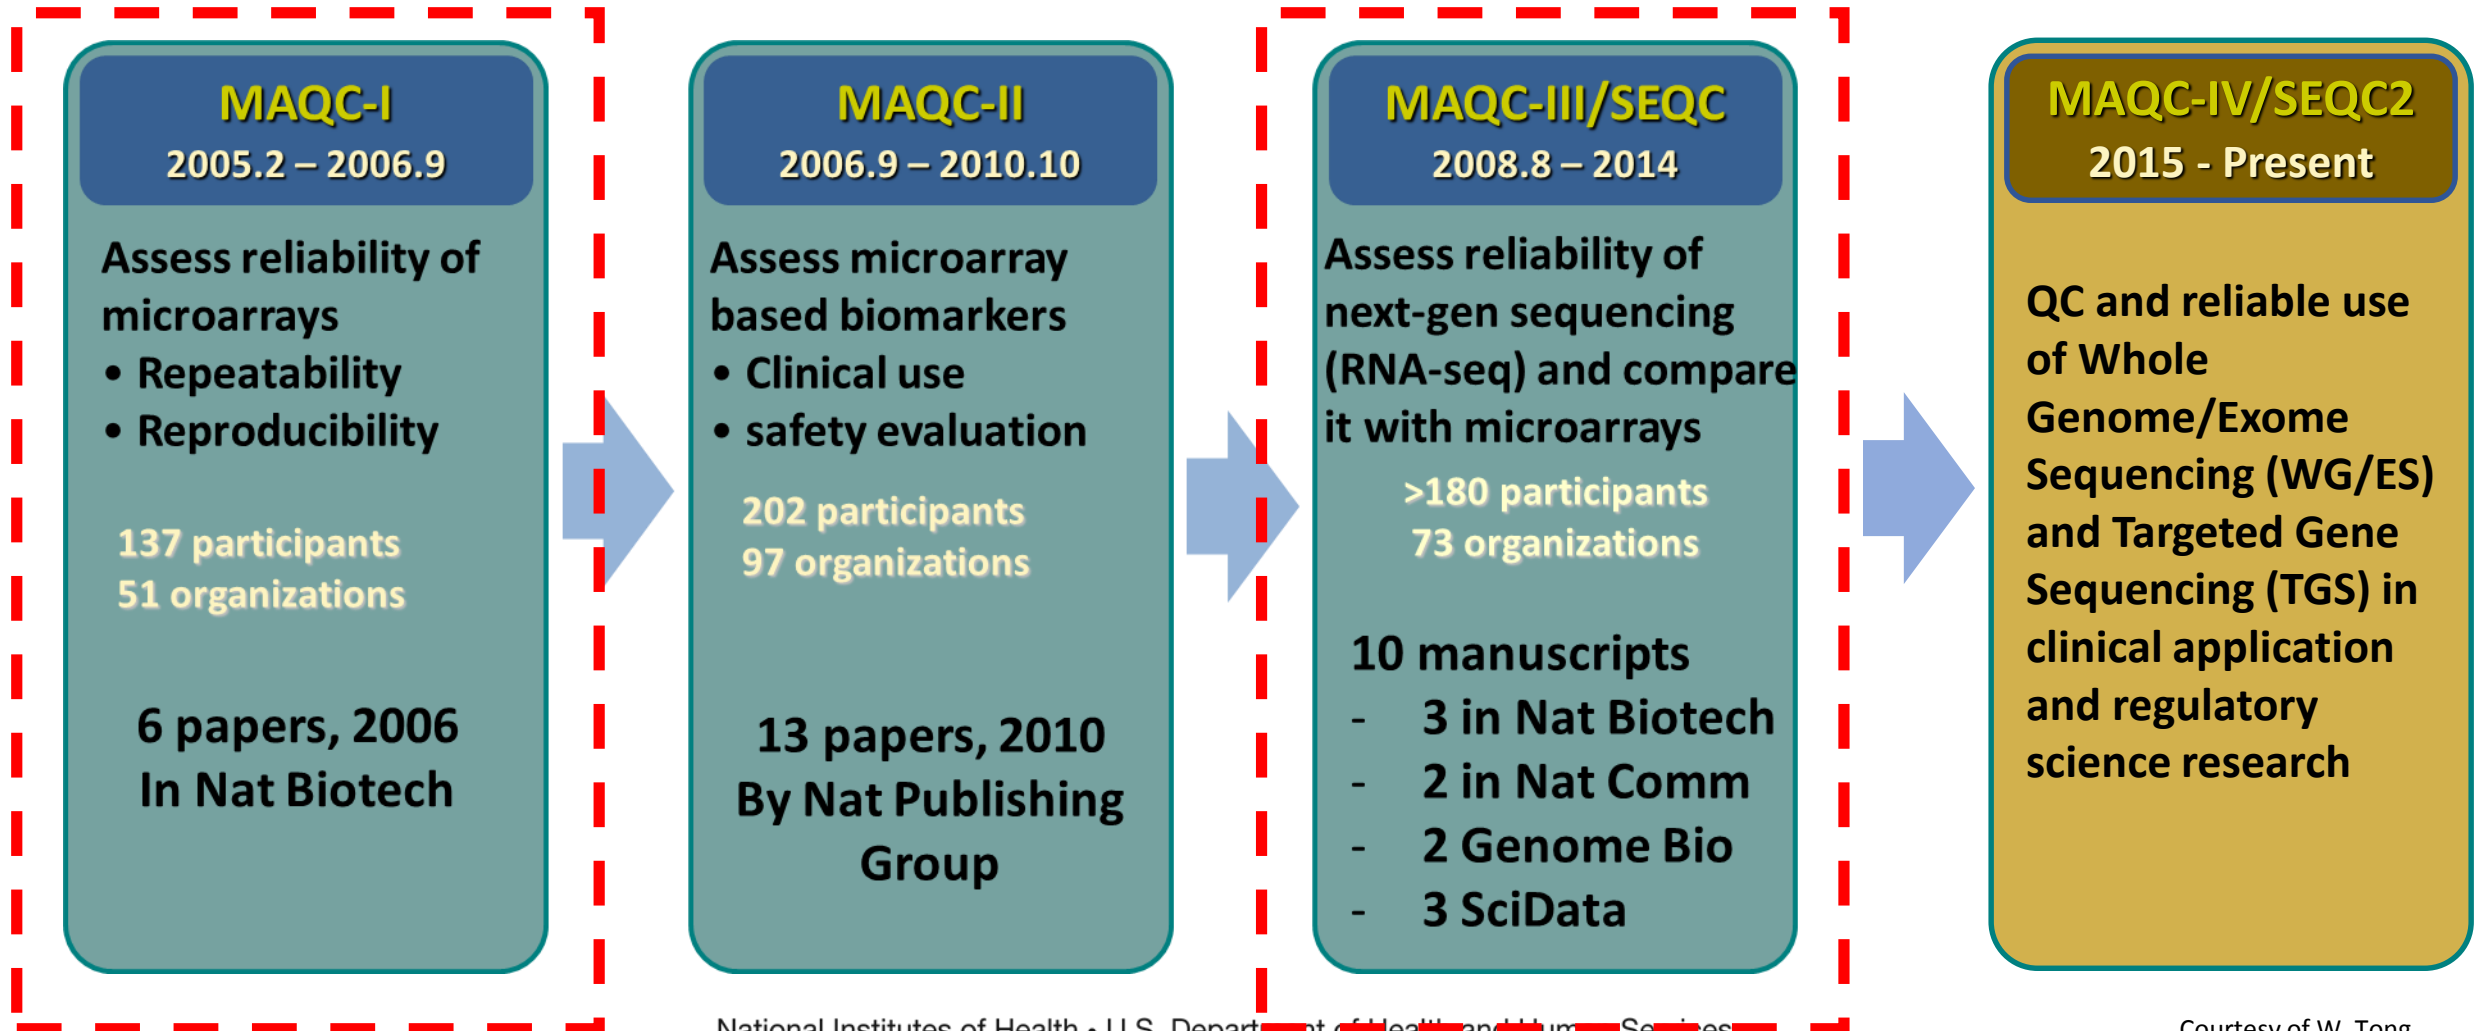 MAQC-I
2005.2 – 2006.9
Assess reliability of
microarrays
• Repeatability
• Reproducibility
137 participants
51 organizations
6 papers, 2006
In Nat Biotech
MAQC-II
2006.9 – 2010.10
Assess microarray
based biomarkers
• Clinical use
• safety evaluation
202 participants
97 organizations
13 papers, 2010
By Nat Publishing
Group
MAQC-III/SEQC
2008.8 – 2014
Assess reliability of
next-gen sequencing
(RNA-seq) and compare
it with microarrays
>180 participants
73 organizations
10 manuscripts
- 3 in Nat Biotech
- 2 in Nat Comm
- 2 Genome Bio
- 3 SciData
MAQC-IV/SEQC2
2015 - Present
QC and reliable use
of Whole
Genome/Exome
Sequencing (WG/ES)
and Targeted Gene
Sequencing (TGS) in
clinical application
and regulatory
science research
National Institutes of Health • U.S. Department of Health and Human Services
Courtesy of W. Tong